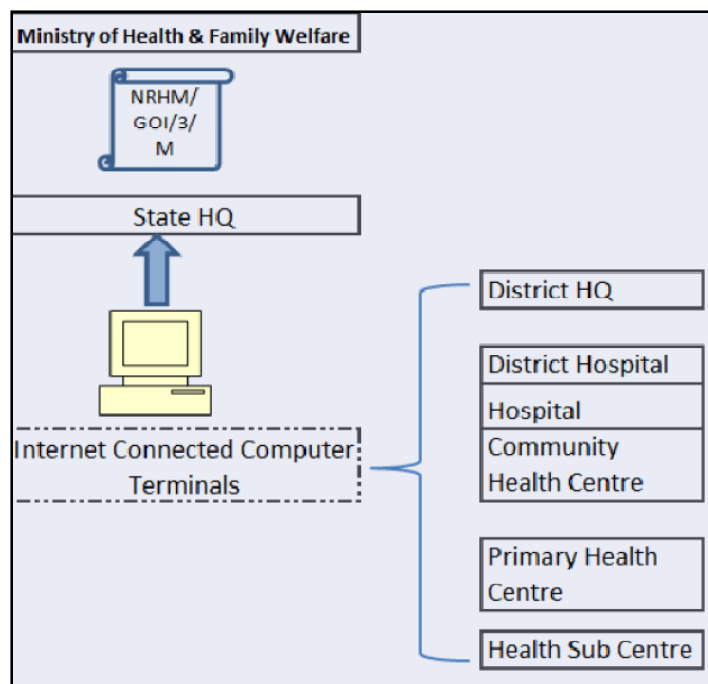 Ministry of Health & Family Welfare
NRHM/
GOI/3/
M
State HQ
Internet Connected Computer
Terminals
District HQ
District Hospital
Hospital
Community
Health Centre
Primary Health
Centre
Health Sub Centre